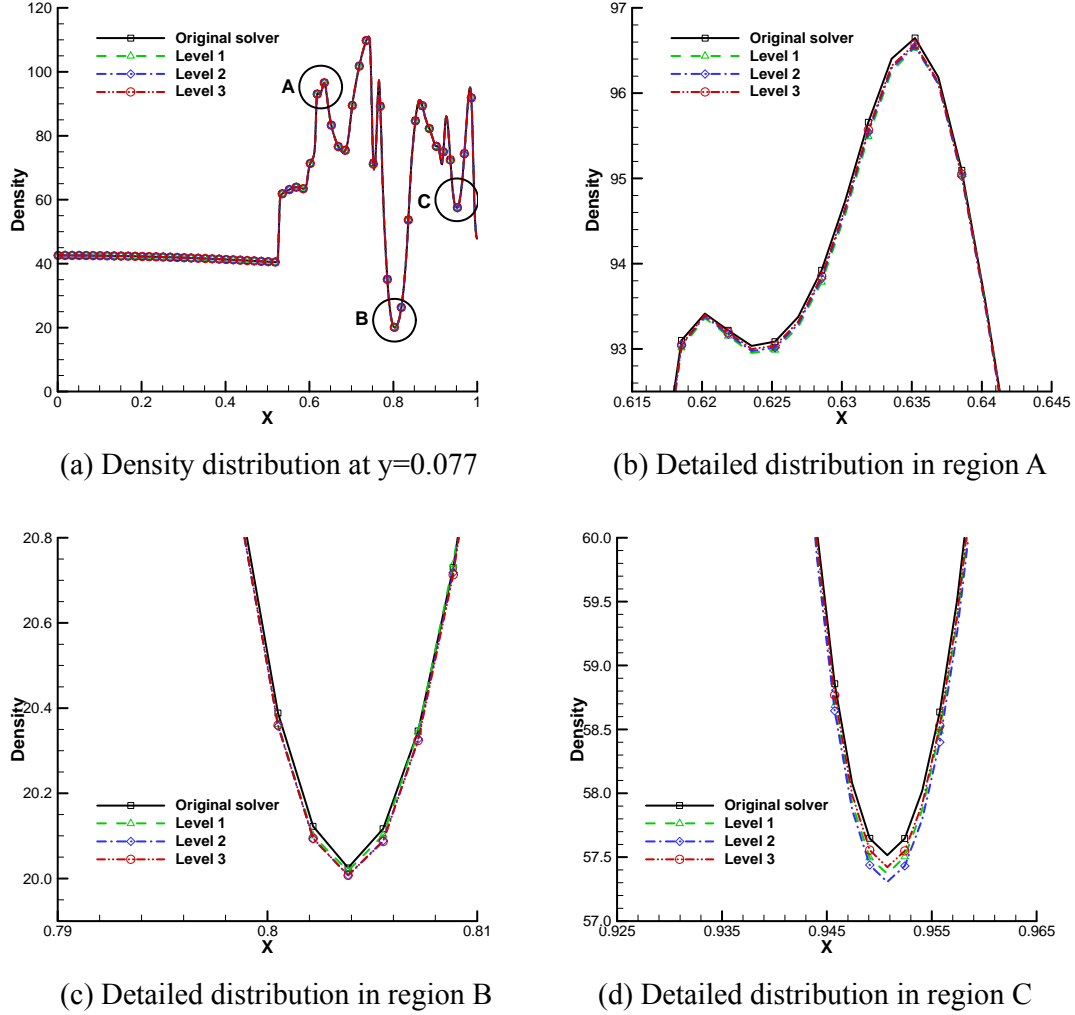 120
100
80
60
40
20
0
Density
0
0.2
0.4
0.6
0.8
1
X
Original solver
Level 1
Level 2
Level 3
A
B
C
(a) Density distribution at y=0.077
97
96
95
94
93
Density
0.615
0.62
0.625
0.63
0.635
0.64
0.645
X
Original solver
Level 1
Level 2
Level 3
(b) Detailed distribution in region A
20.8
20.6
20.4
20.2
20.0
Density
0.79
0.8
0.81
X
Original solver
Level 1
Level 2
Level 3
(c) Detailed distribution in region B
60.0
59.5
59.0
58.5
58.0
57.5
57.0
Density
0.925
0.935
0.945
0.955
0.965
X
Original solver
Level 1
Level 2
Level 3
(d) Detailed distribution in region C